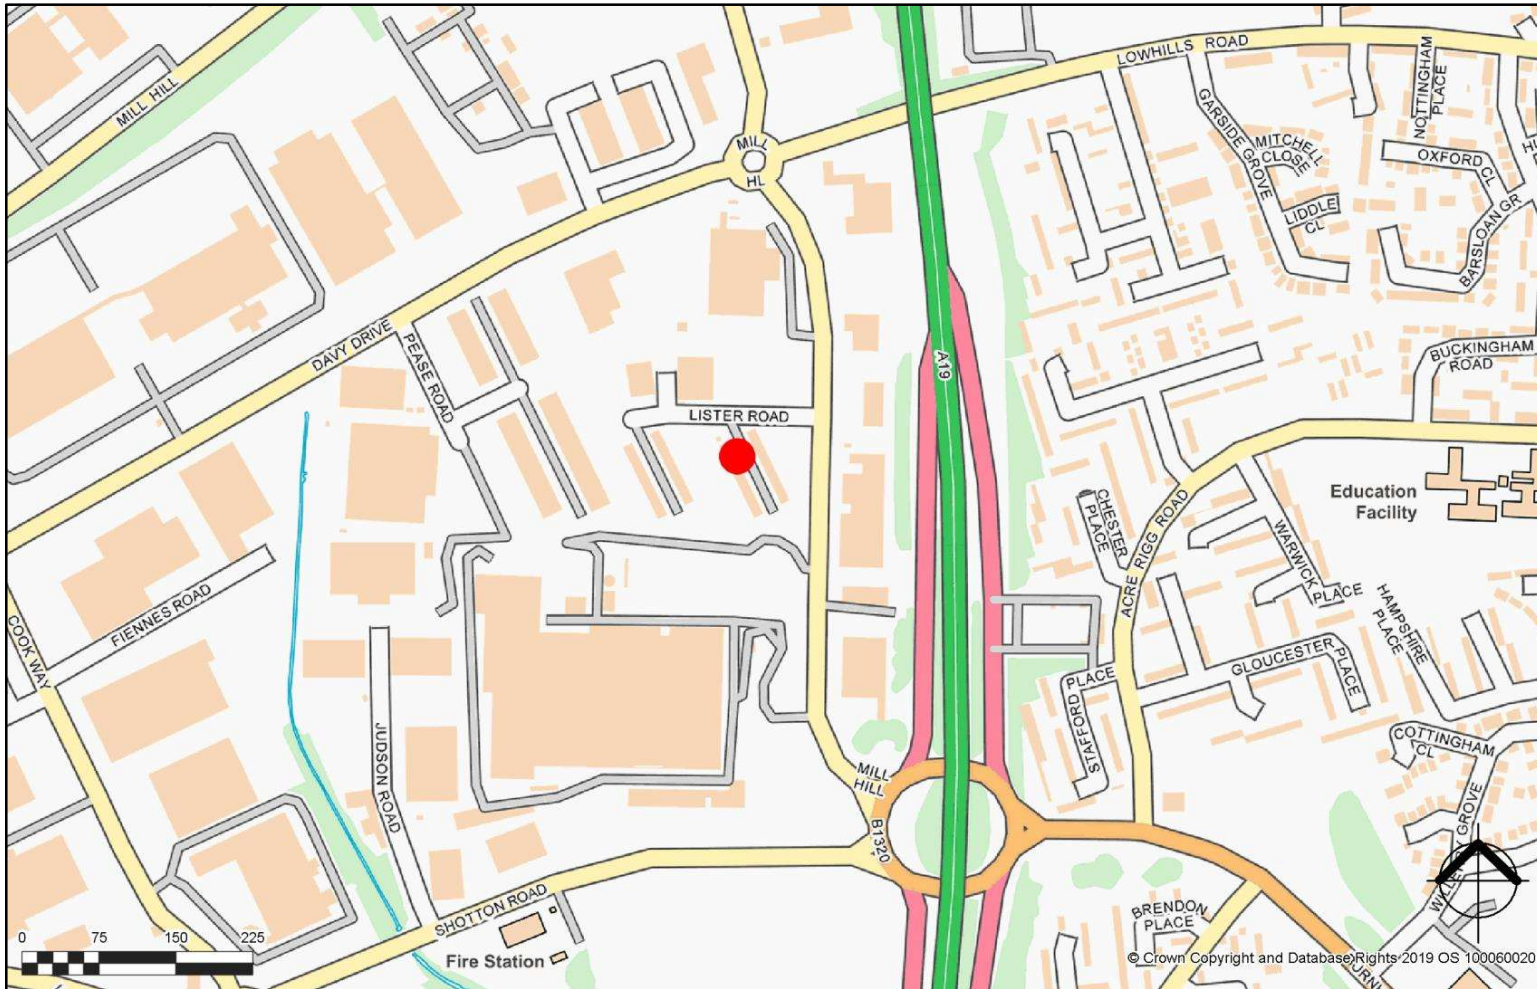 MILL HILL
LOWHILLS ROAD
NOTTINGHAM
PLACE
GARSIDE GROVE
MITCHELL
CLOSE
OXFORD
CL
LIDDLE
CL
BARSLOAN GR
MILL
HL
DAVY DRIVE
PEASE ROAD
A19
BUCKINGHAM
ROAD
LISTER ROAD
Education
Facility
CHESTER
PLACE
ACRE RIGG ROAD
WARWICK
PLACE
HAMPSHIRE
PLACE
FIENNES ROAD
COOK WAY
GLOUCESTER
PLACE
STAFFORD
PLACE
JUDSON ROAD
COTTINGHAM
CL
MILL
HILL
B1320
GROVE
SHOTTON ROAD
BRENDON
PLACE
Fire Station
0 75 150 225
© Crown Copyright and Database Rights 2019 OS 100060020